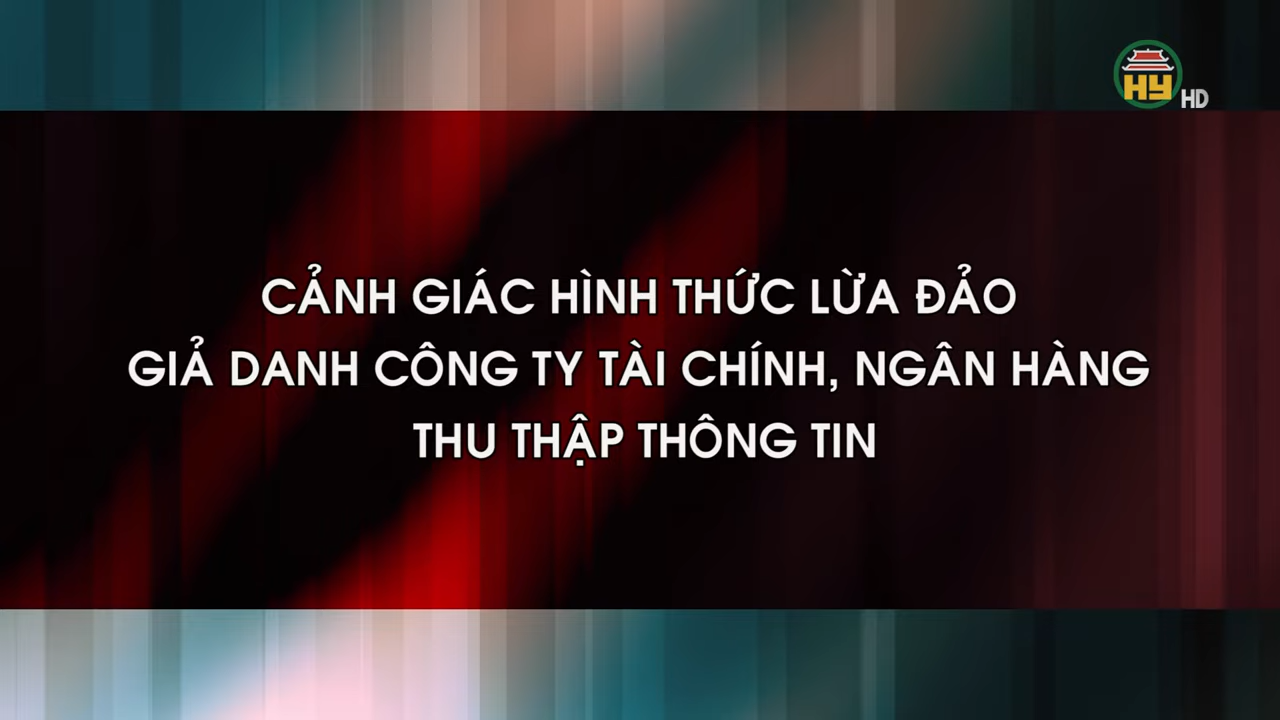 HY HD
CẢNH GIÁC HÌNH THỨC LỪA ĐẢO
GIẢ DANH CÔNG TY TÀI CHÍNH, NGÂN HÀNG
THU THẬP THÔNG TIN